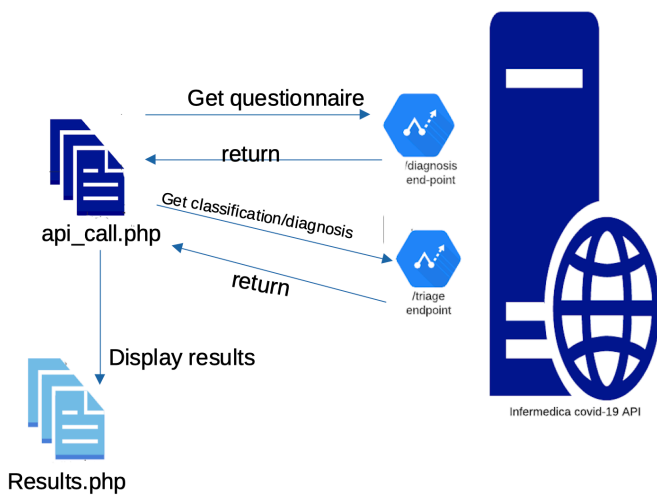 Get questionnaire
return
/diagnosis
end-point
Get classification/diagnosis
api_call.php
return
/triage
endpoint
Display results
Infermedica covid-19 API
Results.php